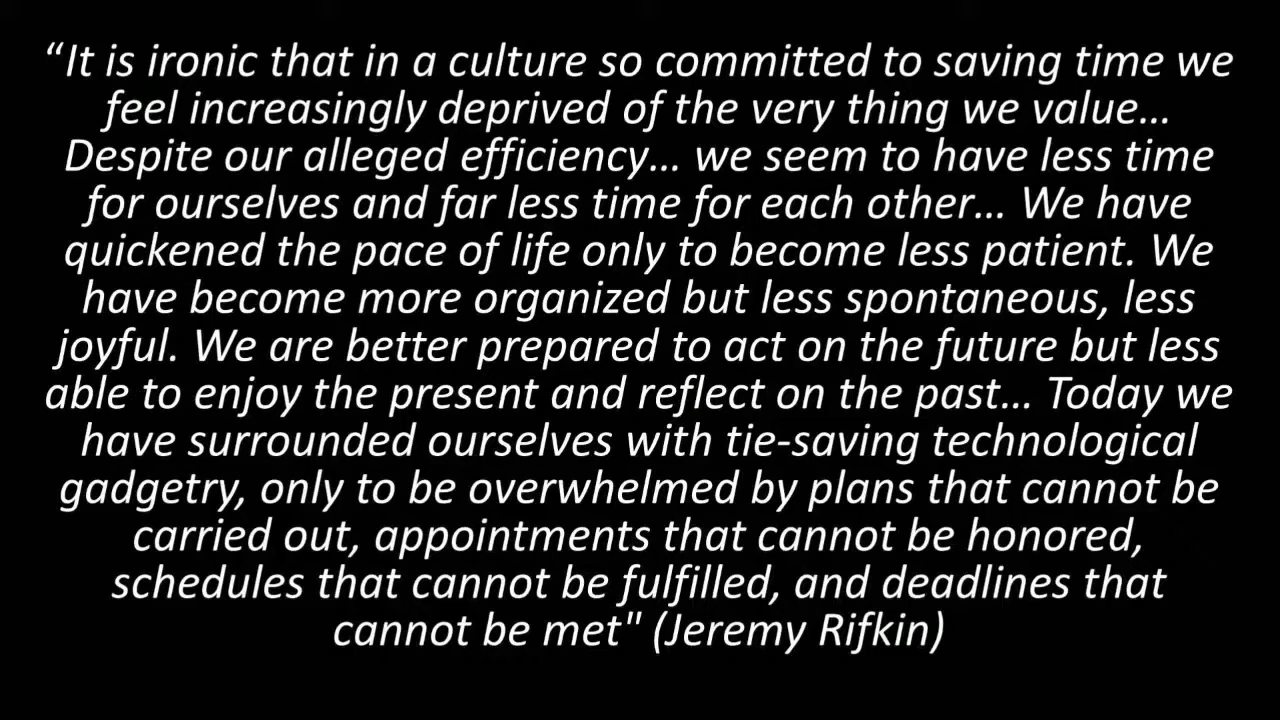 “It is ironic that in a culture so committed to saving time we
feel increasingly deprived of the very thing we value...
Despite our alleged efficiency... we seem to have less time
for ourselves and far less time for each other... We have
quickened the pace of life only to become less patient. We
have become more organized but less spontaneous, less
joyful. We are better prepared to act on the future but less
able to enjoy the present and reflect on the past... Today we
have surrounded ourselves with tie-saving technological
gadgetry, only to be overwhelmed by plans that cannot be
carried out, appointments that cannot be honored,
schedules that cannot be fulfilled, and deadlines that
cannot be met" (Jeremy Rifkin)